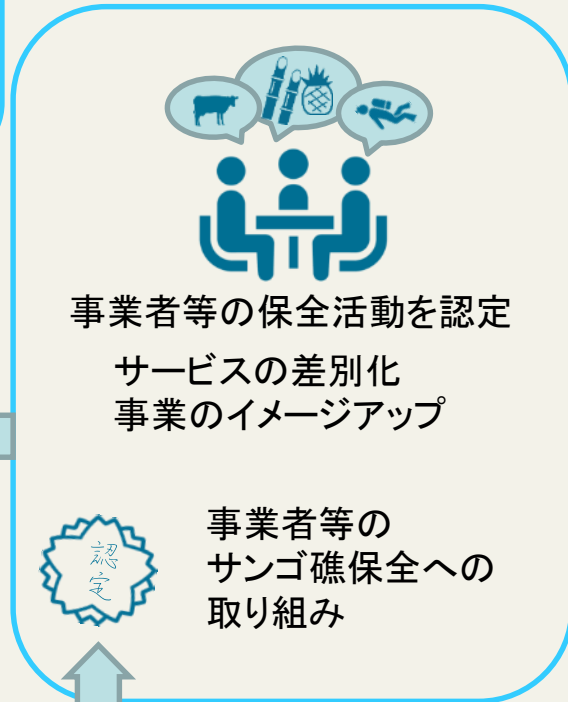 事業者等の保全活動を認定
サービスの差別化
事業のイメージアップ
認定
事業者等の
サンゴ礁保全への
取り組み